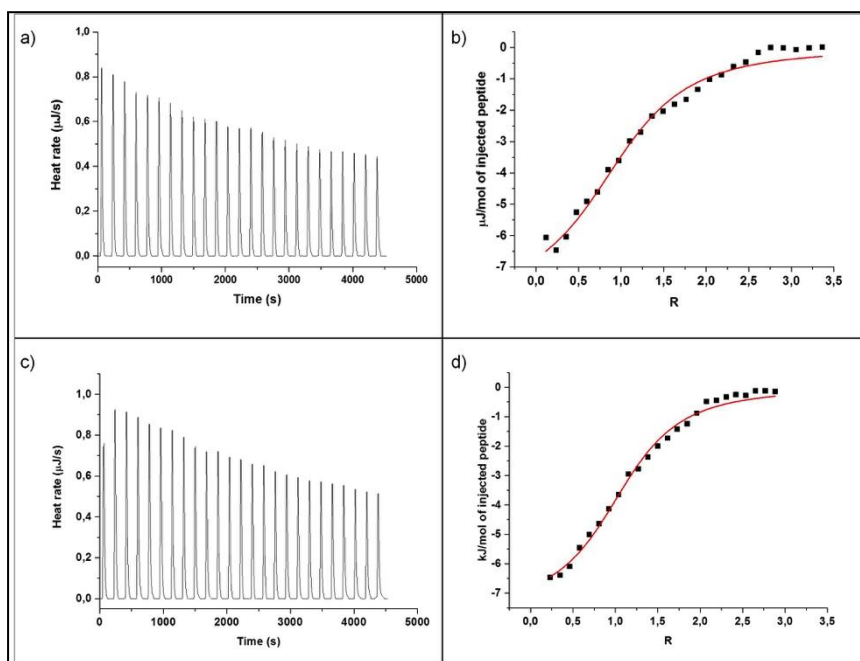 a)
Heat rate (µJ/s)
1,0
0,8
0,6
0,4
0,2
0,0
0 1000 2000 3000 4000 5000
Time (s)
b)
µJ/mol of injected peptide
0
-1
-2
-3
-4
-5
-6
-7
0,0 0,5 1,0 1,5 2,0 2,5 3,0 3,5
R
c)
Heat rate (µJ/s)
1,0
0,8
0,6
0,4
0,2
0,0
0 1000 2000 3000 4000 5000
Time (s)
d)
kJ/mol of injected peptide
0
-1
-2
-3
-4
-5
-6
-7
0,0 0,5 1,0 1,5 2,0 2,5 3,0 3,5
R